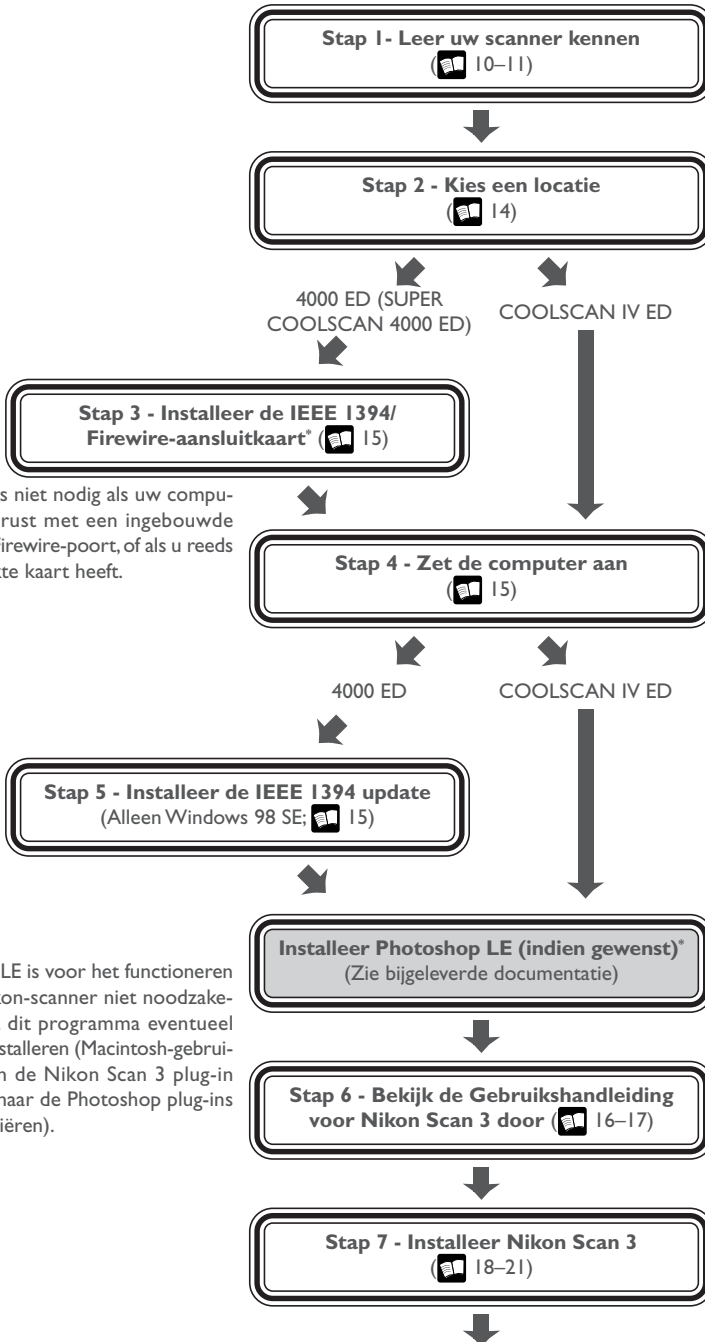 Stap 1- Leer uw scanner kennen
( 10–11)
Stap 2 - Kies een locatie
( 14)
4000 ED (SUPER
COOLSCAN 4000 ED)
COOLSCAN IV ED
Stap 3 - Installeer de IEEE 1394/
Firewire-aansluitkaart* ( 15)
s niet nodig als uw compu-
rust met een ingebouwde
Firewire-poort, of als u reeds
kte kaart heeft.
Stap 4 - Zet de computer aan
( 15)
4000 ED
COOLSCAN IV ED
Stap 5 - Installeer de IEEE 1394 update
(Alleen Windows 98 SE; 15)
Installeer Photoshop LE (indien gewenst)*
(Zie bijgeleverde documentatie)
LE is voor het functioneren
kon-scanner niet noodzake-
dit programma eventueel
stalleren (Macintosh-gebrui-
n de Nikon Scan 3 plug-in
naar de Photoshop plug-ins
iëren).
Stap 6 - Bekijk de Gebruikshandleiding
voor Nikon Scan 3 door ( 16–17)
Stap 7 - Installeer Nikon Scan 3
( 18–21)